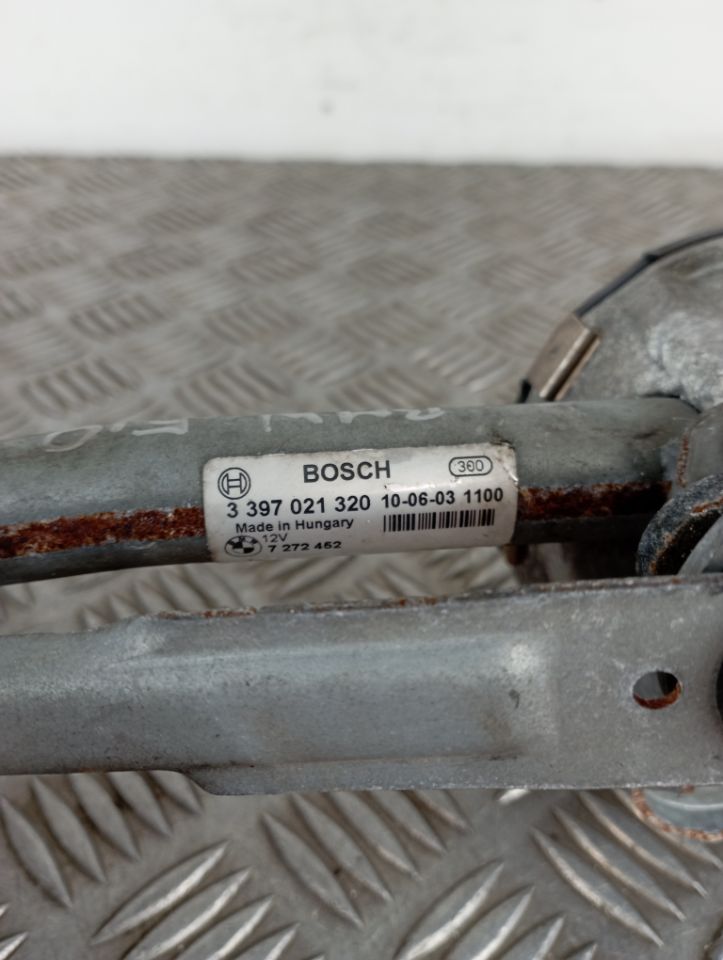 BOSCH 300
3 397 021 320 10-06-03 1100
Made in Hungary
12V
7 272 452